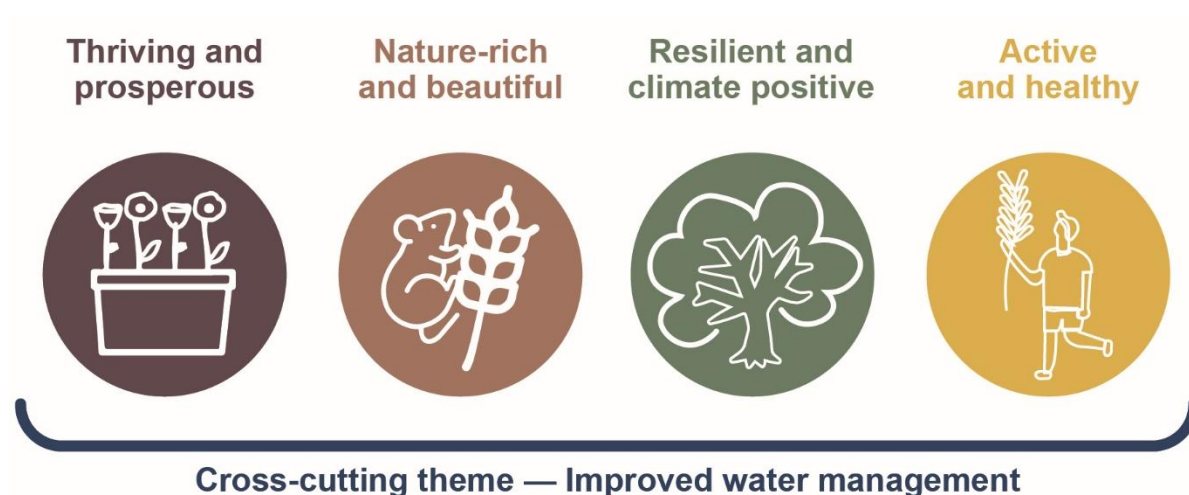 Thriving and
prosperous
Nature-rich
and beautiful
Resilient and
climate positive
Active
and healthy
Cross-cutting theme — Improved water management